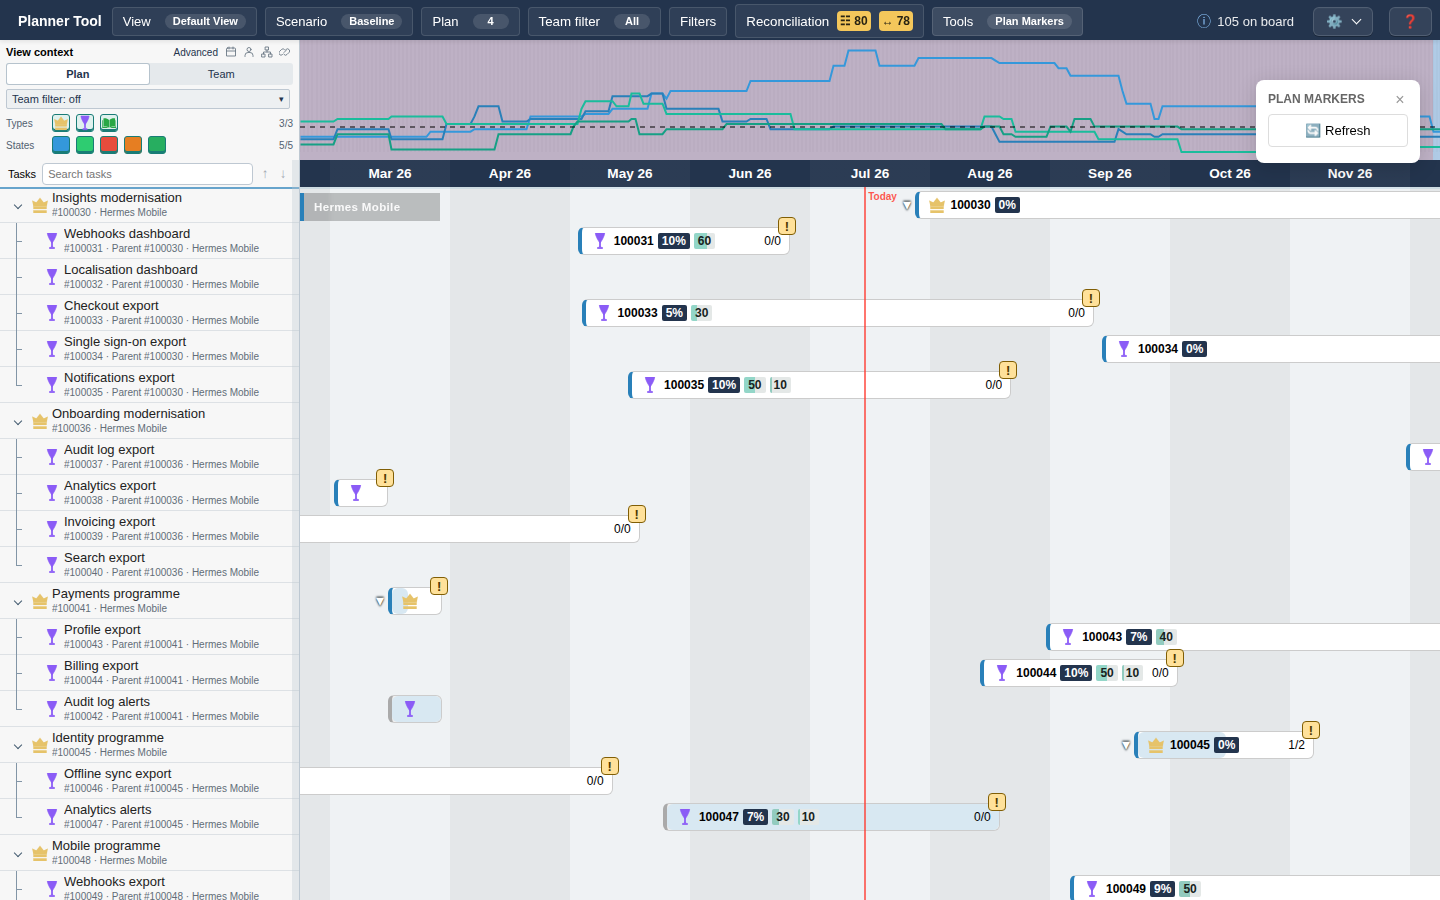 Planner Tool View Default View Scenario Baseline Plan 4 Team filter All Filters Reconciliation 80 ↔ 78 Tools Plan Markers 105 on board
View context Advanced
Plan Team
Team filter: off
Types 3/3
States 5/5
PLAN MARKERS ×
Refresh
Tasks Search tasks ↑ ↓
Mar 26 Apr 26 May 26 Jun 26 Jul 26 Aug 26 Sep 26 Oct 26 Nov 26
Today
Hermes Mobile
Insights modernisation
#100030 · Hermes Mobile
100030 0%
Webhooks dashboard
#100031 · Parent #100030 · Hermes Mobile
100031 10% 60 0/0 !
Localisation dashboard
#100032 · Parent #100030 · Hermes Mobile
Checkout export
#100033 · Parent #100030 · Hermes Mobile
100033 5% 30 0/0 !
Single sign-on export
#100034 · Parent #100030 · Hermes Mobile
100034 0%
Notifications export
#100035 · Parent #100030 · Hermes Mobile
100035 10% 50 10 0/0 !
Onboarding modernisation
#100036 · Hermes Mobile
Audit log export
#100037 · Parent #100036 · Hermes Mobile
Analytics export
#100038 · Parent #100036 · Hermes Mobile
!
Invoicing export
#100039 · Parent #100036 · Hermes Mobile
0/0 !
Search export
#100040 · Parent #100036 · Hermes Mobile
Payments programme
#100041 · Hermes Mobile
!
Profile export
#100043 · Parent #100041 · Hermes Mobile
100043 7% 40
Billing export
#100044 · Parent #100041 · Hermes Mobile
100044 10% 50 10 0/0 !
Audit log alerts
#100042 · Parent #100041 · Hermes Mobile
Identity programme
#100045 · Hermes Mobile
100045 0% 1/2 !
Offline sync export
#100046 · Parent #100045 · Hermes Mobile
0/0 !
Analytics alerts
#100047 · Parent #100045 · Hermes Mobile
100047 7% 30 10 0/0 !
Mobile programme
#100048 · Hermes Mobile
Webhooks export
#100049 · Parent #100048 · Hermes Mobile
100049 9% 50